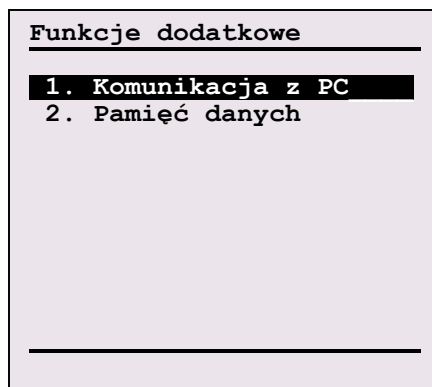 Funkcje dodatkowe
1. Komunikacja z PC
2. Pamięć danych